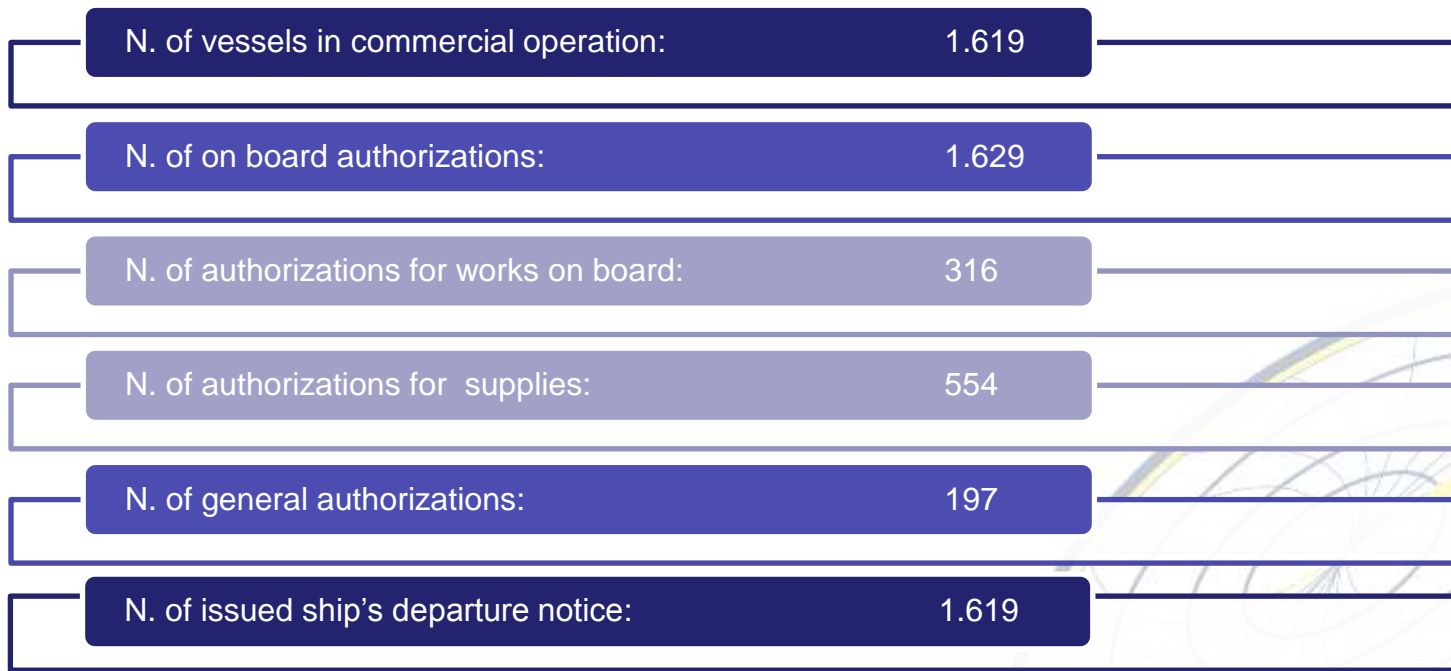 N. of vessels in commercial operation: 1.619
N. of on board authorizations: 1.629
N. of authorizations for works on board: 316
N. of authorizations for  supplies: 554
N. of general authorizations: 197
N. of issued ship’s departure notice: 1.619